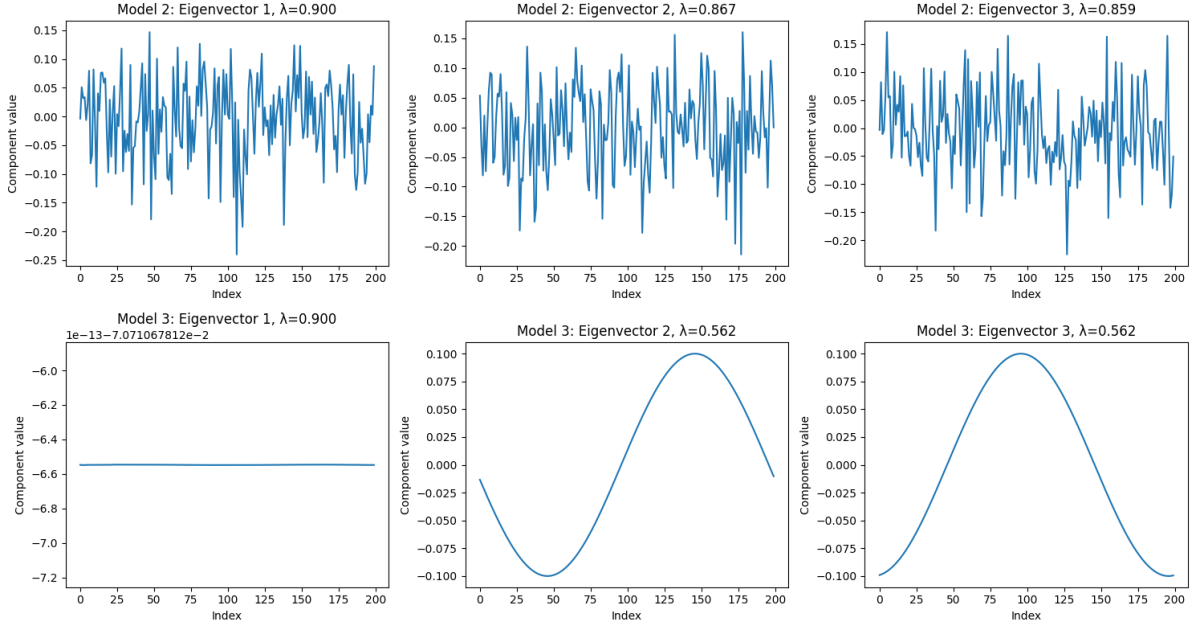 Model 2: Eigenvector 1, λ=0.900
Model 2: Eigenvector 2, λ=0.867
Model 2: Eigenvector 3, λ=0.859
Component value
0.15
0.10
0.05
0.00
−0.05
−0.10
−0.15
−0.20
−0.25
0 25 50 75 100 125 150 175 200
Index
Component value
0.15
0.10
0.05
0.00
−0.05
−0.10
−0.15
−0.20
0 25 50 75 100 125 150 175 200
Index
Component value
0.15
0.10
0.05
0.00
−0.05
−0.10
−0.15
−0.20
0 25 50 75 100 125 150 175 200
Index
Model 3: Eigenvector 1, λ=0.900
1e−13−7.071067812e−2
Component value
−6.0
−6.2
−6.4
−6.6
−6.8
−7.0
−7.2
0 25 50 75 100 125 150 175 200
Index
Model 3: Eigenvector 2, λ=0.562
Component value
0.100
0.075
0.050
0.025
0.000
−0.025
−0.050
−0.075
−0.100
0 25 50 75 100 125 150 175 200
Index
Model 3: Eigenvector 3, λ=0.562
Component value
0.100
0.075
0.050
0.025
0.000
−0.025
−0.050
−0.075
−0.100
0 25 50 75 100 125 150 175 200
Index